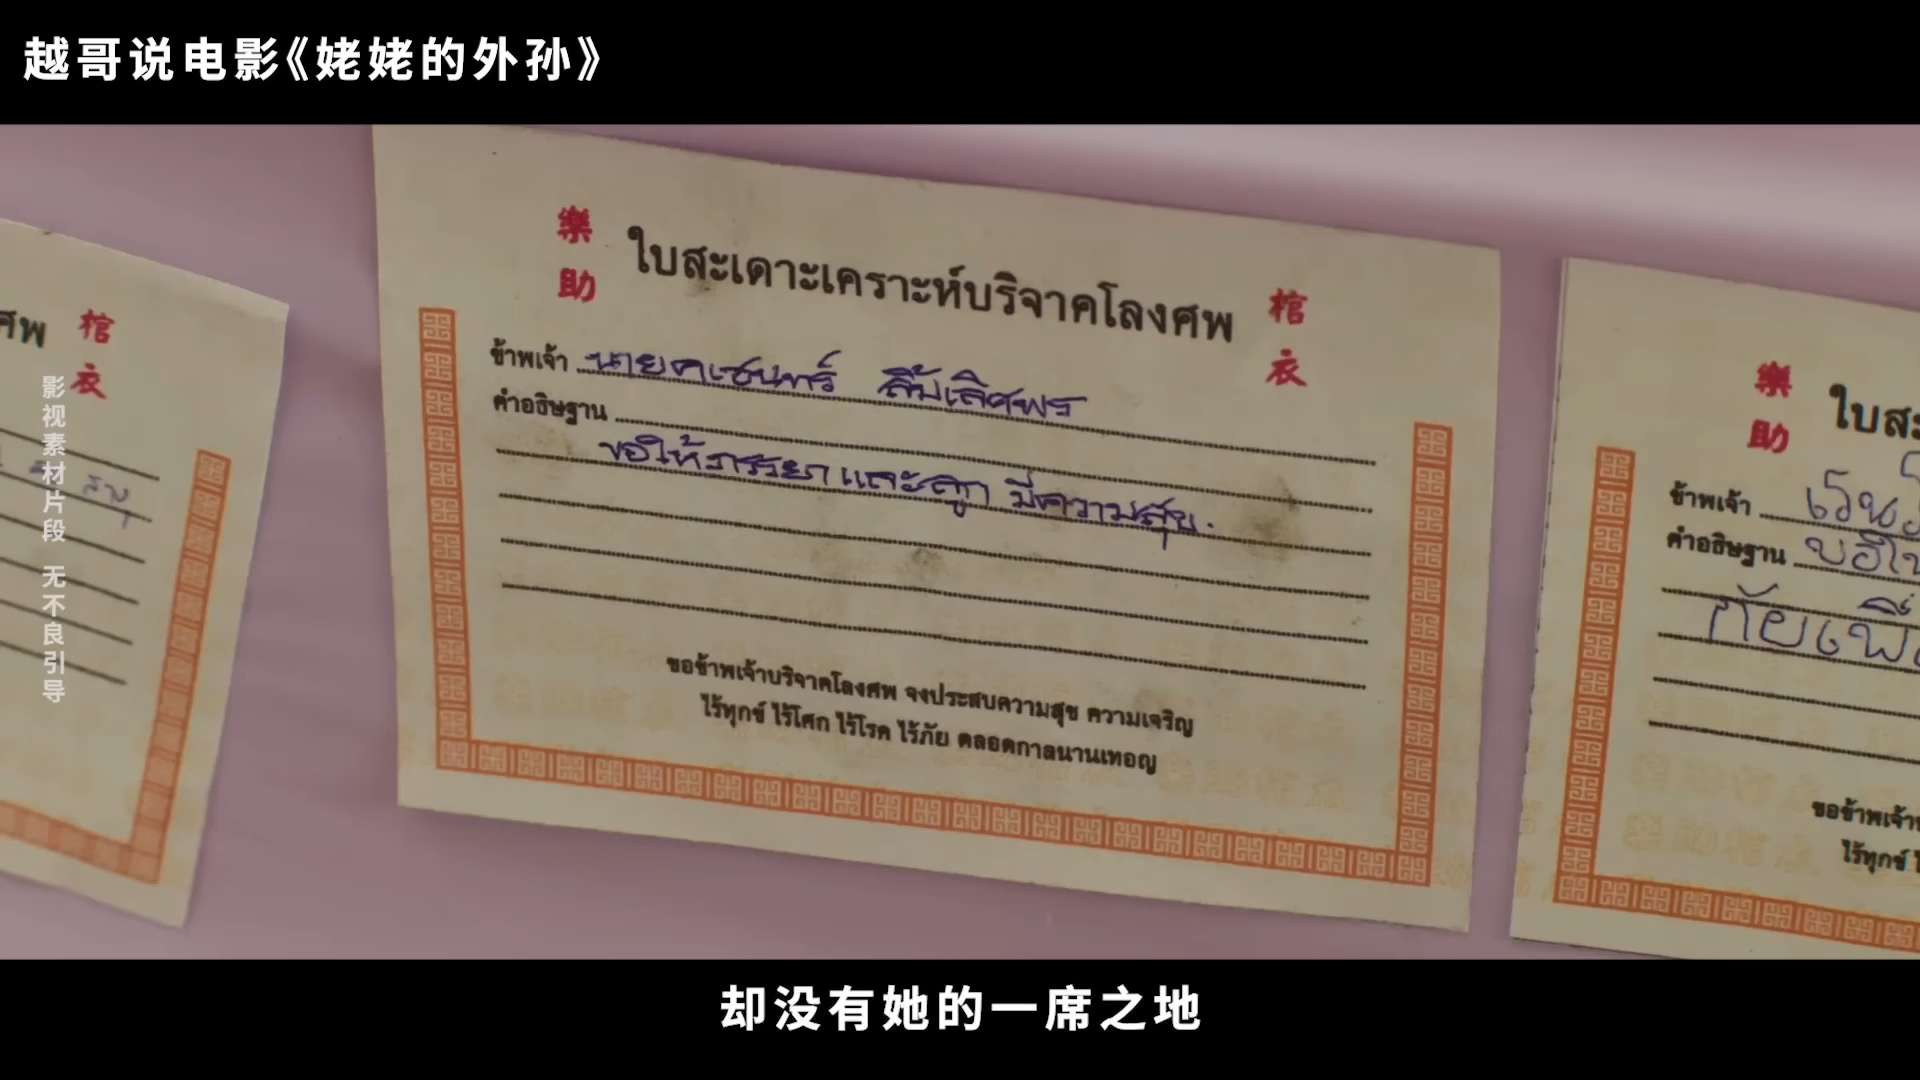 越哥说电影《姥姥的外孙》
影视素材片段 无不良引导
ศพ
棺衣
樂助
ใบสะเดาะเคราะห์บริจาคโลงศพ
棺衣
ข้าพเจ้า นายคเชนทร์ ลิ้มเลิศพร
คำอธิษฐาน
ขอให้ภรรยาและลูก มีความสุข.
ขอข้าพเจ้าบริจาคโลงศพ จงประสบความสุข ความเจริญ
ไร้ทุกข์ ไร้โศก ไร้โรค ไร้ภัย ตลอดกาลนานเทอญ
樂助
ใบสะ
ข้าพเจ้า
คำอธิษฐาน
ขอข้าพเจ้า
ไร้ทุกข์
却没有她的一席之地